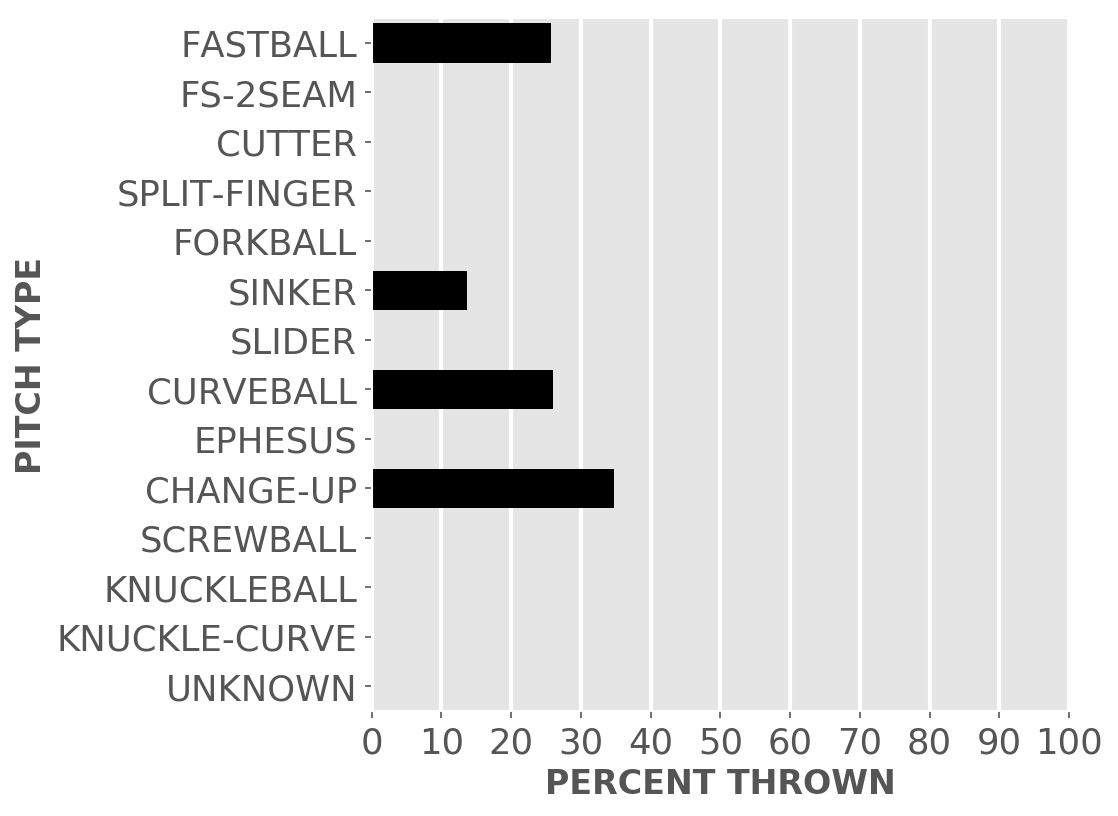 PITCH TYPE
FASTBALL
FS-2SEAM
CUTTER
SPLIT-FINGER
FORKBALL
SINKER
SLIDER
CURVEBALL
EPHESUS
CHANGE-UP
SCREWBALL
KNUCKLEBALL
KNUCKLE-CURVE
UNKNOWN
0 10 20 30 40 50 60 70 80 90 100
PERCENT THROWN